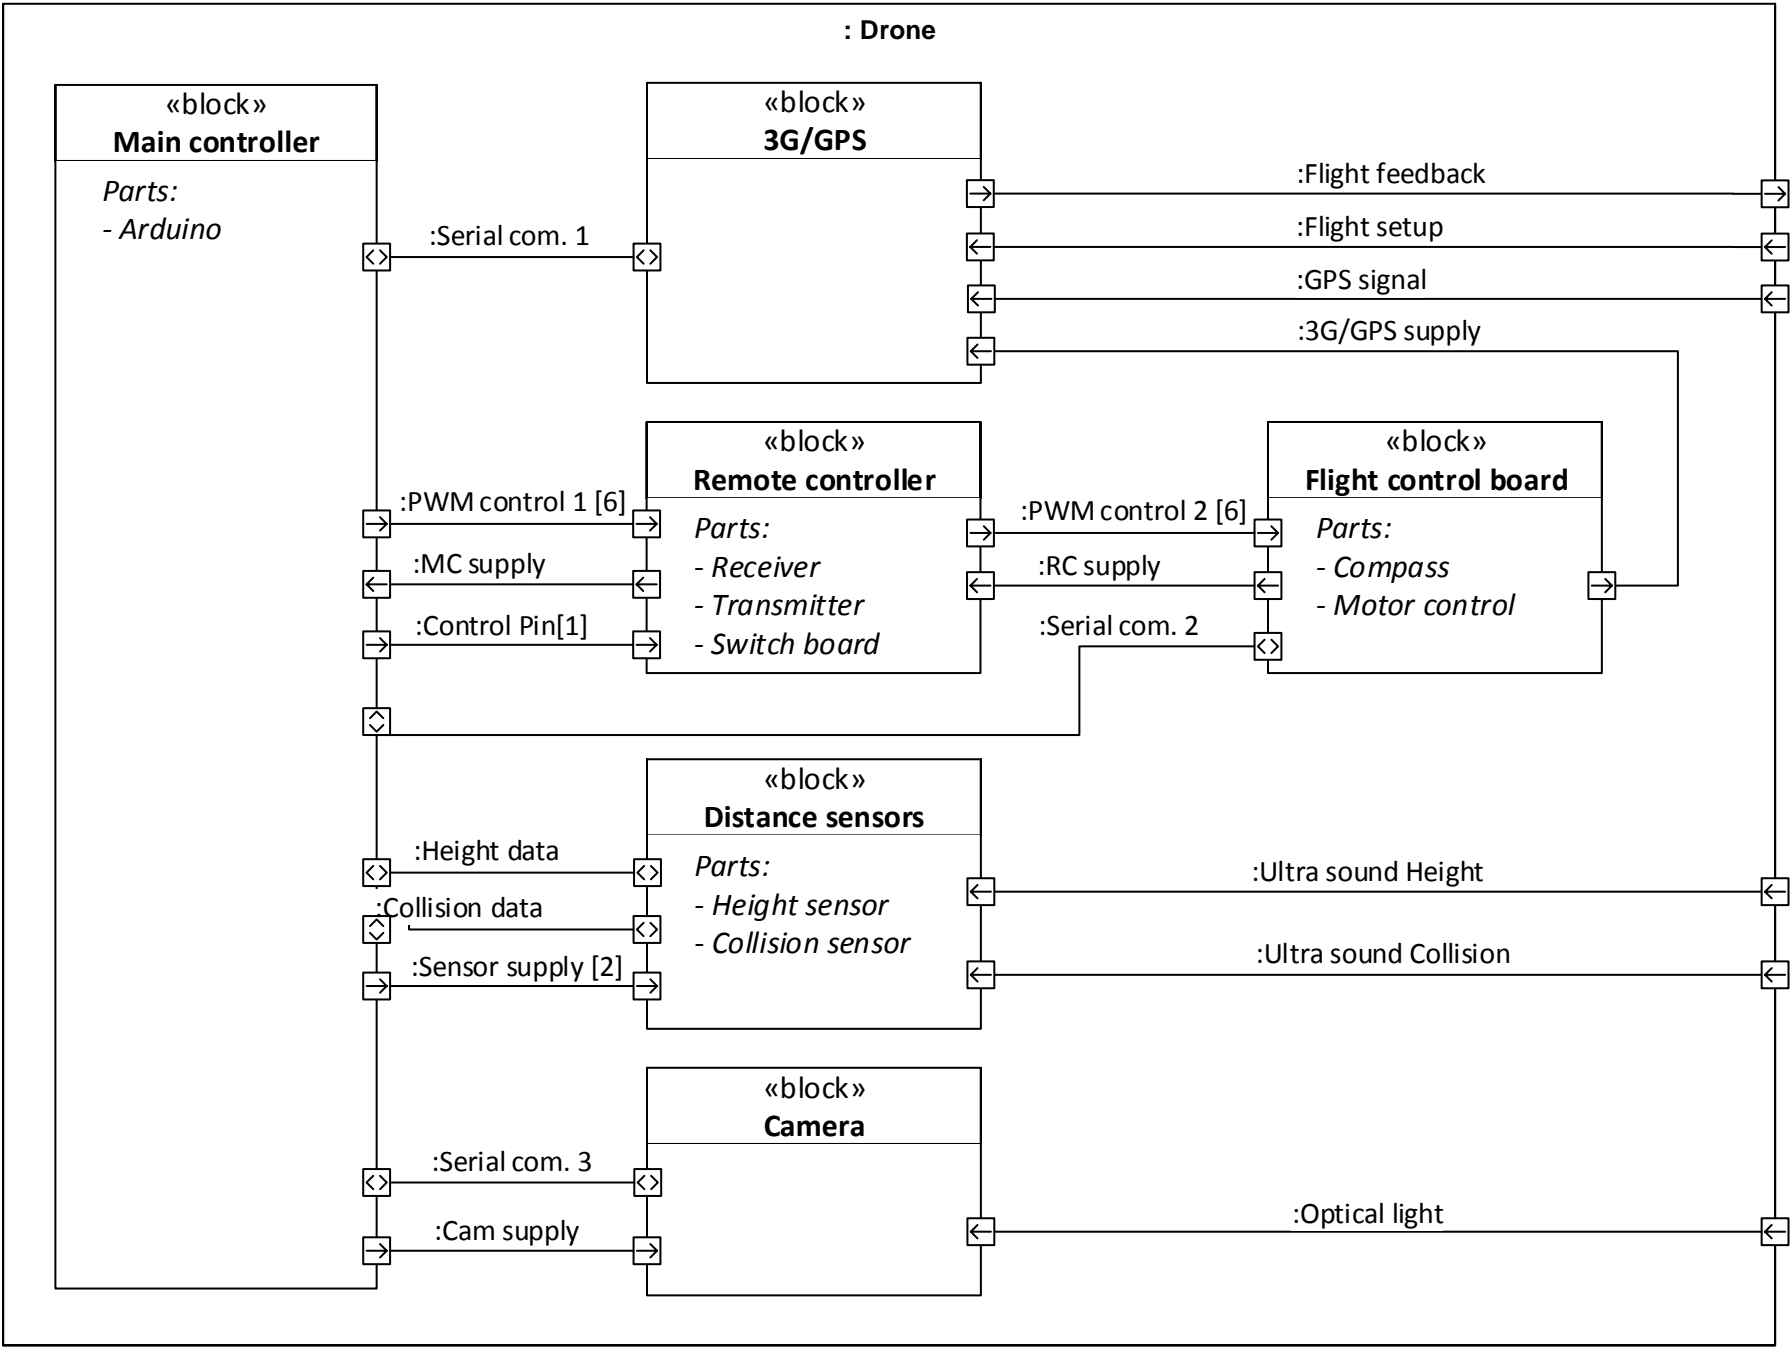 : Drone
«block»
Main controller
Parts:
- Arduino
«block»
3G/GPS
:Serial com. 1
:Flight feedback
:Flight setup
:GPS signal
:3G/GPS supply
«block»
Remote controller
Parts:
- Receiver
- Transmitter
- Switch board
:PWM control 1 [6]
:MC supply
:Control Pin[1]
:PWM control 2 [6]
:RC supply
:Serial com. 2
«block»
Flight control board
Parts:
- Compass
- Motor control
«block»
Distance sensors
Parts:
- Height sensor
- Collision sensor
:Height data
:Collision data
:Sensor supply [2]
:Ultra sound Height
:Ultra sound Collision
«block»
Camera
:Serial com. 3
:Cam supply
:Optical light